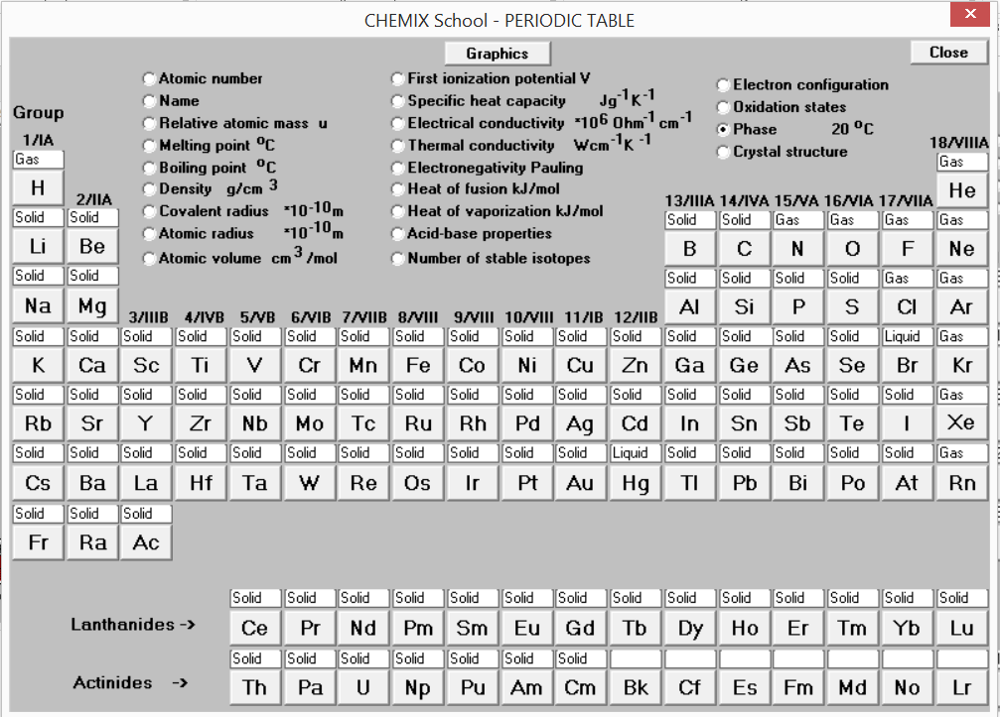 CHEMIX School - PERIODIC TABLE
Graphics
Close
Atomic number
Name
Relative atomic mass u
Melting point ºC
Boiling point ºC
Density g/cm 3
Covalent radius *10-10m
Atomic radius *10-10m
Atomic volume cm3/mol
First ionization potential V
Specific heat capacity Jg-1K-1
Electrical conductivity *106 Ohm-1cm-1
Thermal conductivity Wcm-1K -1
Electronegativity Pauling
Heat of fusion kJ/mol
Heat of vaporization kJ/mol
Acid-base properties
Number of stable isotopes
Electron configuration
Oxidation states
Phase 20 ºC
Crystal structure
Group
1/IA 18/VIIIA
Gas Gas
H He
2/IIA 13/IIIA 14/IVA 15/VA 16/VIA 17/VIIA
Solid Solid Solid Solid Gas Gas Gas Gas
Li Be B C N O F Ne
Solid Solid Solid Solid Solid Solid Gas Gas
Na Mg Al Si P S Cl Ar
3/IIIB 4/IVB 5/VB 6/VIB 7/VIIB 8/VIII 9/VIII 10/VIII 11/IB 12/IIB
Solid Solid Solid Solid Solid Solid Solid Solid Solid Solid Solid Solid Solid Solid Solid Solid Liquid Gas
K Ca Sc Ti V Cr Mn Fe Co Ni Cu Zn Ga Ge As Se Br Kr
Solid Solid Solid Solid Solid Solid Solid Solid Solid Solid Solid Solid Solid Solid Solid Solid Solid Gas
Rb Sr Y Zr Nb Mo Tc Ru Rh Pd Ag Cd In Sn Sb Te I Xe
Solid Solid Solid Solid Solid Solid Solid Solid Solid Solid Solid Liquid Solid Solid Solid Solid Solid Gas
Cs Ba La Hf Ta W Re Os Ir Pt Au Hg Tl Pb Bi Po At Rn
Solid Solid Solid
Fr Ra Ac
Solid Solid Solid Solid Solid Solid Solid Solid Solid Solid Solid Solid Solid Solid
Lanthanides -> Ce Pr Nd Pm Sm Eu Gd Tb Dy Ho Er Tm Yb Lu
Solid Solid Solid Solid Solid Solid Solid
Actinides -> Th Pa U Np Pu Am Cm Bk Cf Es Fm Md No Lr